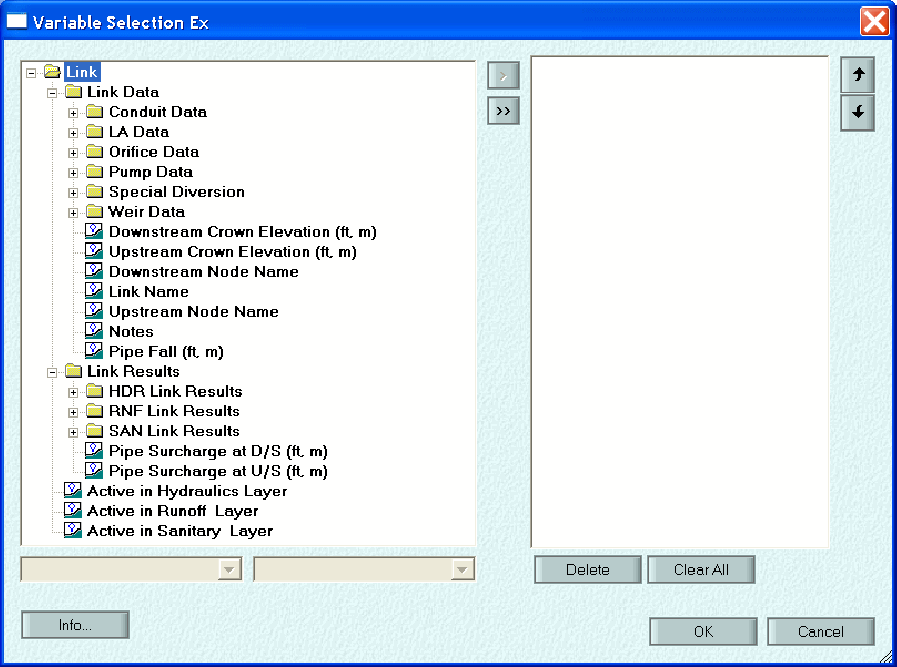 Variable Selection Ex
Link
Link Data
Conduit Data
LA Data
Orifice Data
Pump Data
Special Diversion
Weir Data
Downstream Crown Elevation (ft, m)
Upstream Crown Elevation (ft, m)
Downstream Node Name
Link Name
Upstream Node Name
Notes
Pipe Fall (ft, m)
Link Results
HDR Link Results
RNF Link Results
SAN Link Results
Pipe Surcharge at D/S (ft, m)
Pipe Surcharge at U/S (ft, m)
Active in Hydraulics Layer
Active in Runoff  Layer
Active in Sanitary  Layer
>
>>
Delete
Clear All
Info...
OK
Cancel